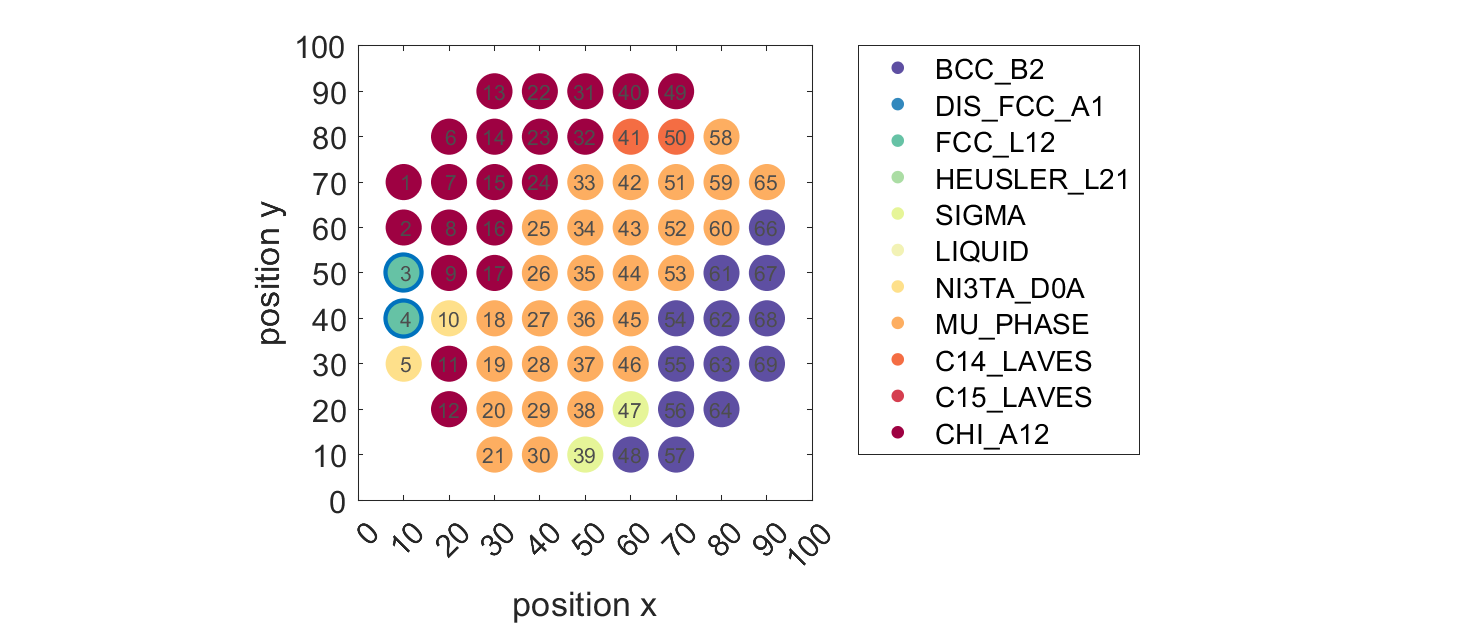 100
90
80
70
60
50
40
30
20
10
0
position y
13 22 31 40 49
6 14 23 32 41 50 58
1 7 15 24 33 42 51 59 65
2 8 16 25 34 43 52 60 66
3 9 17 26 35 44 53 61 67
4 10 18 27 36 45 54 62 68
5 11 19 28 37 46 55 63 69
12 20 29 38 47 56 64
21 30 39 48 57
0 10 20 30 40 50 60 70 80 90 100
position x
BCC_B2
DIS_FCC_A1
FCC_L12
HEUSLER_L21
SIGMA
LIQUID
NI3TA_D0A
MU_PHASE
C14_LAVES
C15_LAVES
CHI_A12